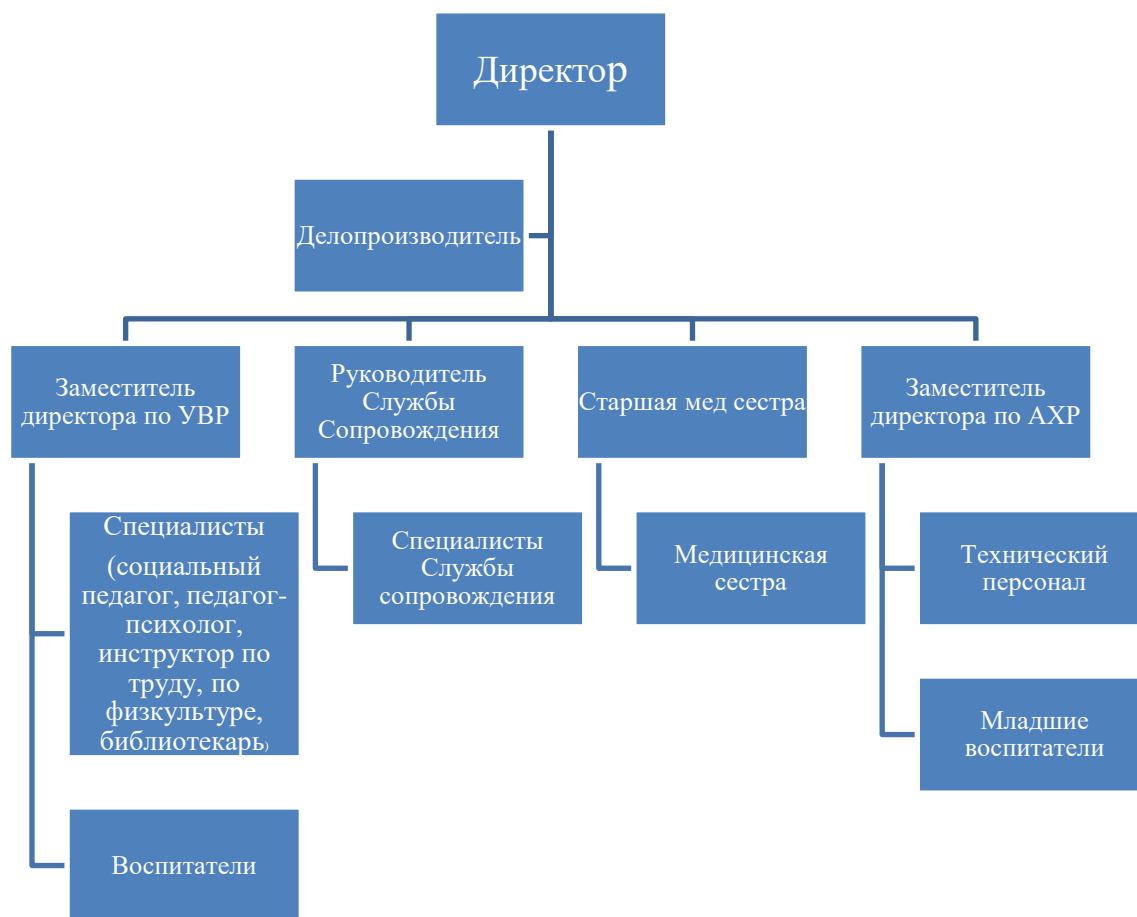 Директор
Делопроизводитель
Заместитель
директора по УВР
Руководитель
Службы
Сопровождения
Старшая мед сестра
Заместитель
директора по АХР
Специалисты
(социальный
педагог, педагог-
психолог,
инструктор по
труду, по
физкультуре,
библиотекарь)
Специалисты
Службы
сопровождения
Медицинская
сестра
Технический
персонал
Младшие
воспитатели
Воспитатели